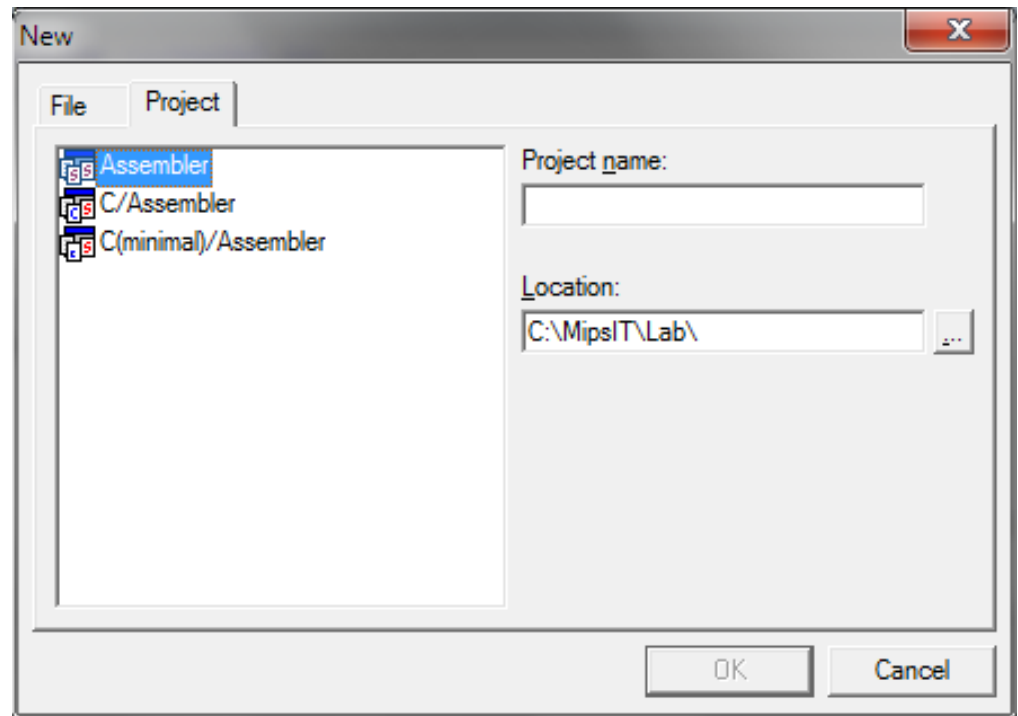 New
File
Project
Assembler
C/Assembler
C(minimal)/Assembler
Project name:
Location:
C:\MipsIT\Lab\
...
OK
Cancel